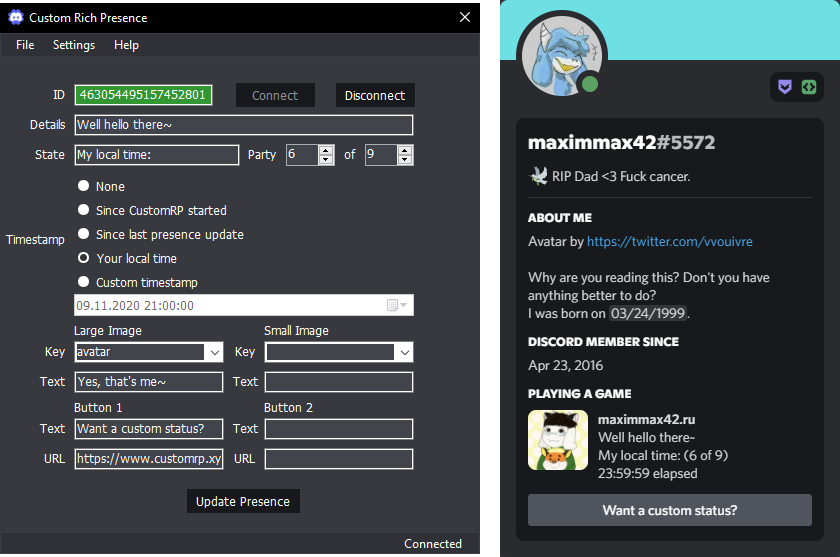 Custom Rich Presence
File Settings Help
ID 463054495157452801 Connect Disconnect
Details Well hello there~
State My local time: Party 6 of 9
None
Since CustomRP started
Timestamp Since last presence update
Your local time
Custom timestamp
09.11.2020 21:00:00
Large Image Small Image
Key avatar Key
Text Yes, that's me~ Text
Button 1 Button 2
Text Want a custom status? Text
URL https://www.customrp.xy URL
Update Presence
Connected
maximmax42#5572
RIP Dad <3 Fuck cancer.
ABOUT ME
Avatar by https://twitter.com/vvouivre
Why are you reading this? Don't you have
anything better to do?
I was born on 03/24/1999.
DISCORD MEMBER SINCE
Apr 23, 2016
PLAYING A GAME
maximmax42.ru
Well hello there~
My local time: (6 of 9)
23:59:59 elapsed
Want a custom status?